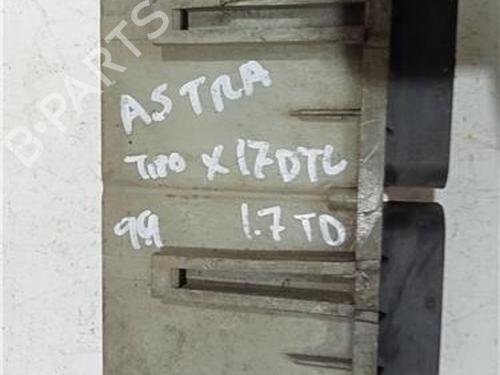 B-PARTS
ASTRA
TIPO X17DTL
99 1.7 TD